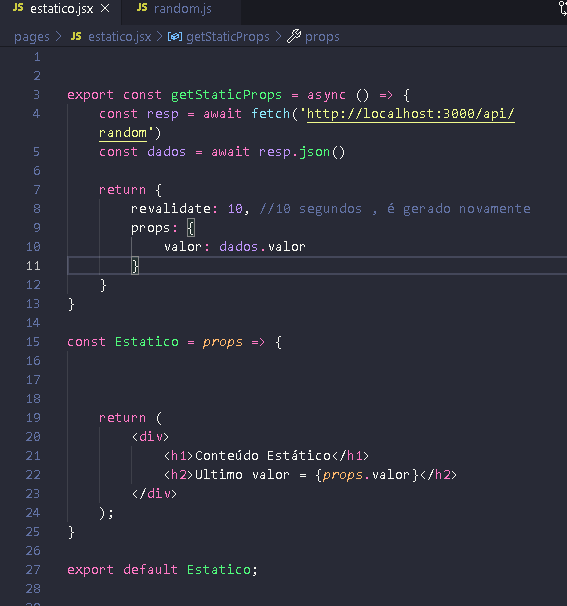 JS estatico.jsx × JS random.js
pages > JS estatico.jsx > getStaticProps > props
1
2
3 export const getStaticProps = async () => {
4 const resp = await fetch('http://localhost:3000/api/
random')
5 const dados = await resp.json()
6
7 return {
8 revalidate: 10, //10 segundos , é gerado novamente
9 props: {
10 valor: dados.valor
11 }
12 }
13 }
14
15 const Estatico = props => {
16
17
18
19 return (
20 <div>
21 <h1>Conteúdo Estático</h1>
22 <h2>Ultimo valor = {props.valor}</h2>
23 </div>
24 );
25 }
26
27 export default Estatico;
28
29